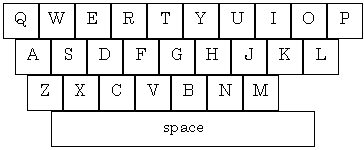 Q W E R T Y U I O P
A S D F G H J K L
Z X C V B N M
space